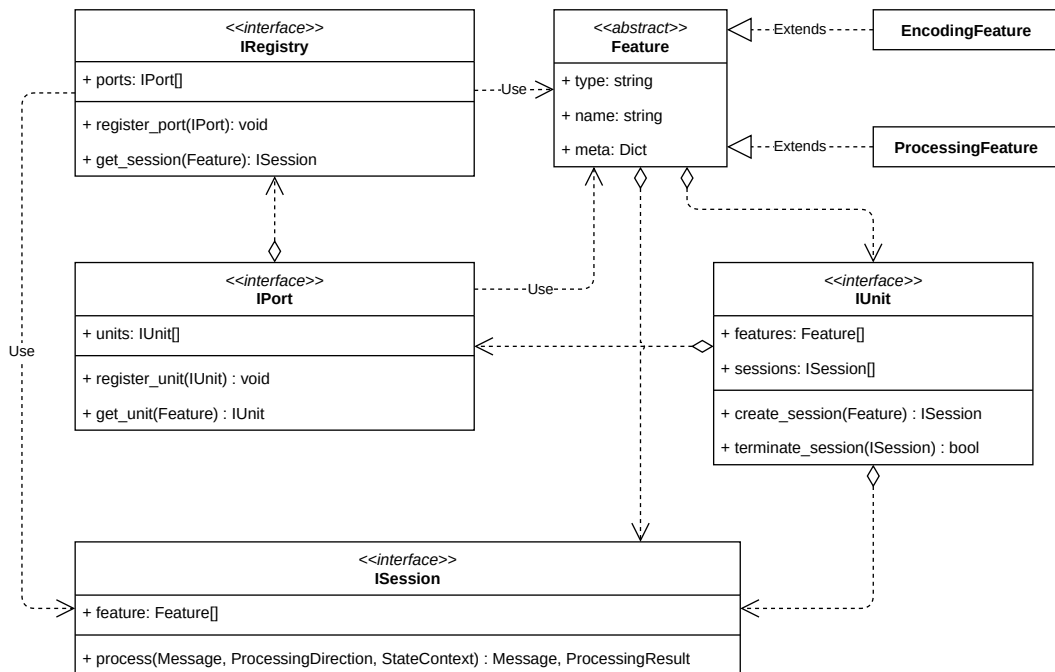 <<interface>>
IRegistry
+ ports: IPort[]
+ register_port(IPort): void
+ get_session(Feature): ISession
<<abstract>>
Feature
+ type: string
+ name: string
+ meta: Dict
Extends
EncodingFeature
Extends
ProcessingFeature
Use
<<interface>>
IPort
+ units: IUnit[]
+ register_unit(IUnit) : void
+ get_unit(Feature) : IUnit
Use
<<interface>>
IUnit
+ features: Feature[]
+ sessions: ISession[]
+ create_session(Feature) : ISession
+ terminate_session(ISession) : bool
Use
<<interface>>
ISession
+ feature: Feature[]
+ process(Message, ProcessingDirection, StateContext) : Message, ProcessingResult